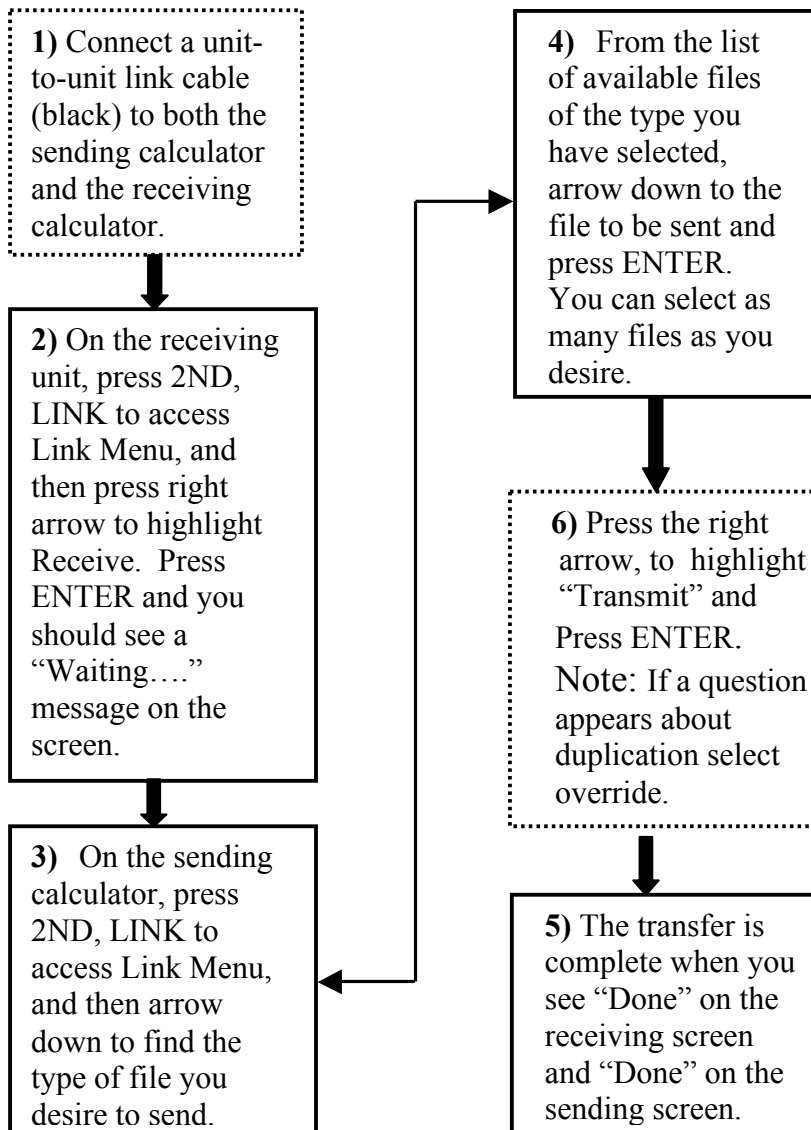 1) Connect a unit-
to-unit link cable
(black) to both the
sending calculator
and the receiving
calculator.
2) On the receiving
unit, press 2ND,
LINK to access
Link Menu, and
then press right
arrow to highlight
Receive. Press
ENTER and you
should see a
“Waiting….”
message on the
screen.
3) On the sending
calculator, press
2ND, LINK to
access Link Menu,
and then arrow
down to find the
type of file you
desire to send.
4) From the list
of available files
of the type you
have selected,
arrow down to the
file to be sent and
press ENTER.
You can select as
many files as you
desire.
6) Press the right
arrow, to highlight
“Transmit” and
Press ENTER.
Note: If a question
appears about
duplication select
override.
5) The transfer is
complete when you
see “Done” on the
receiving screen
and “Done” on the
sending screen.